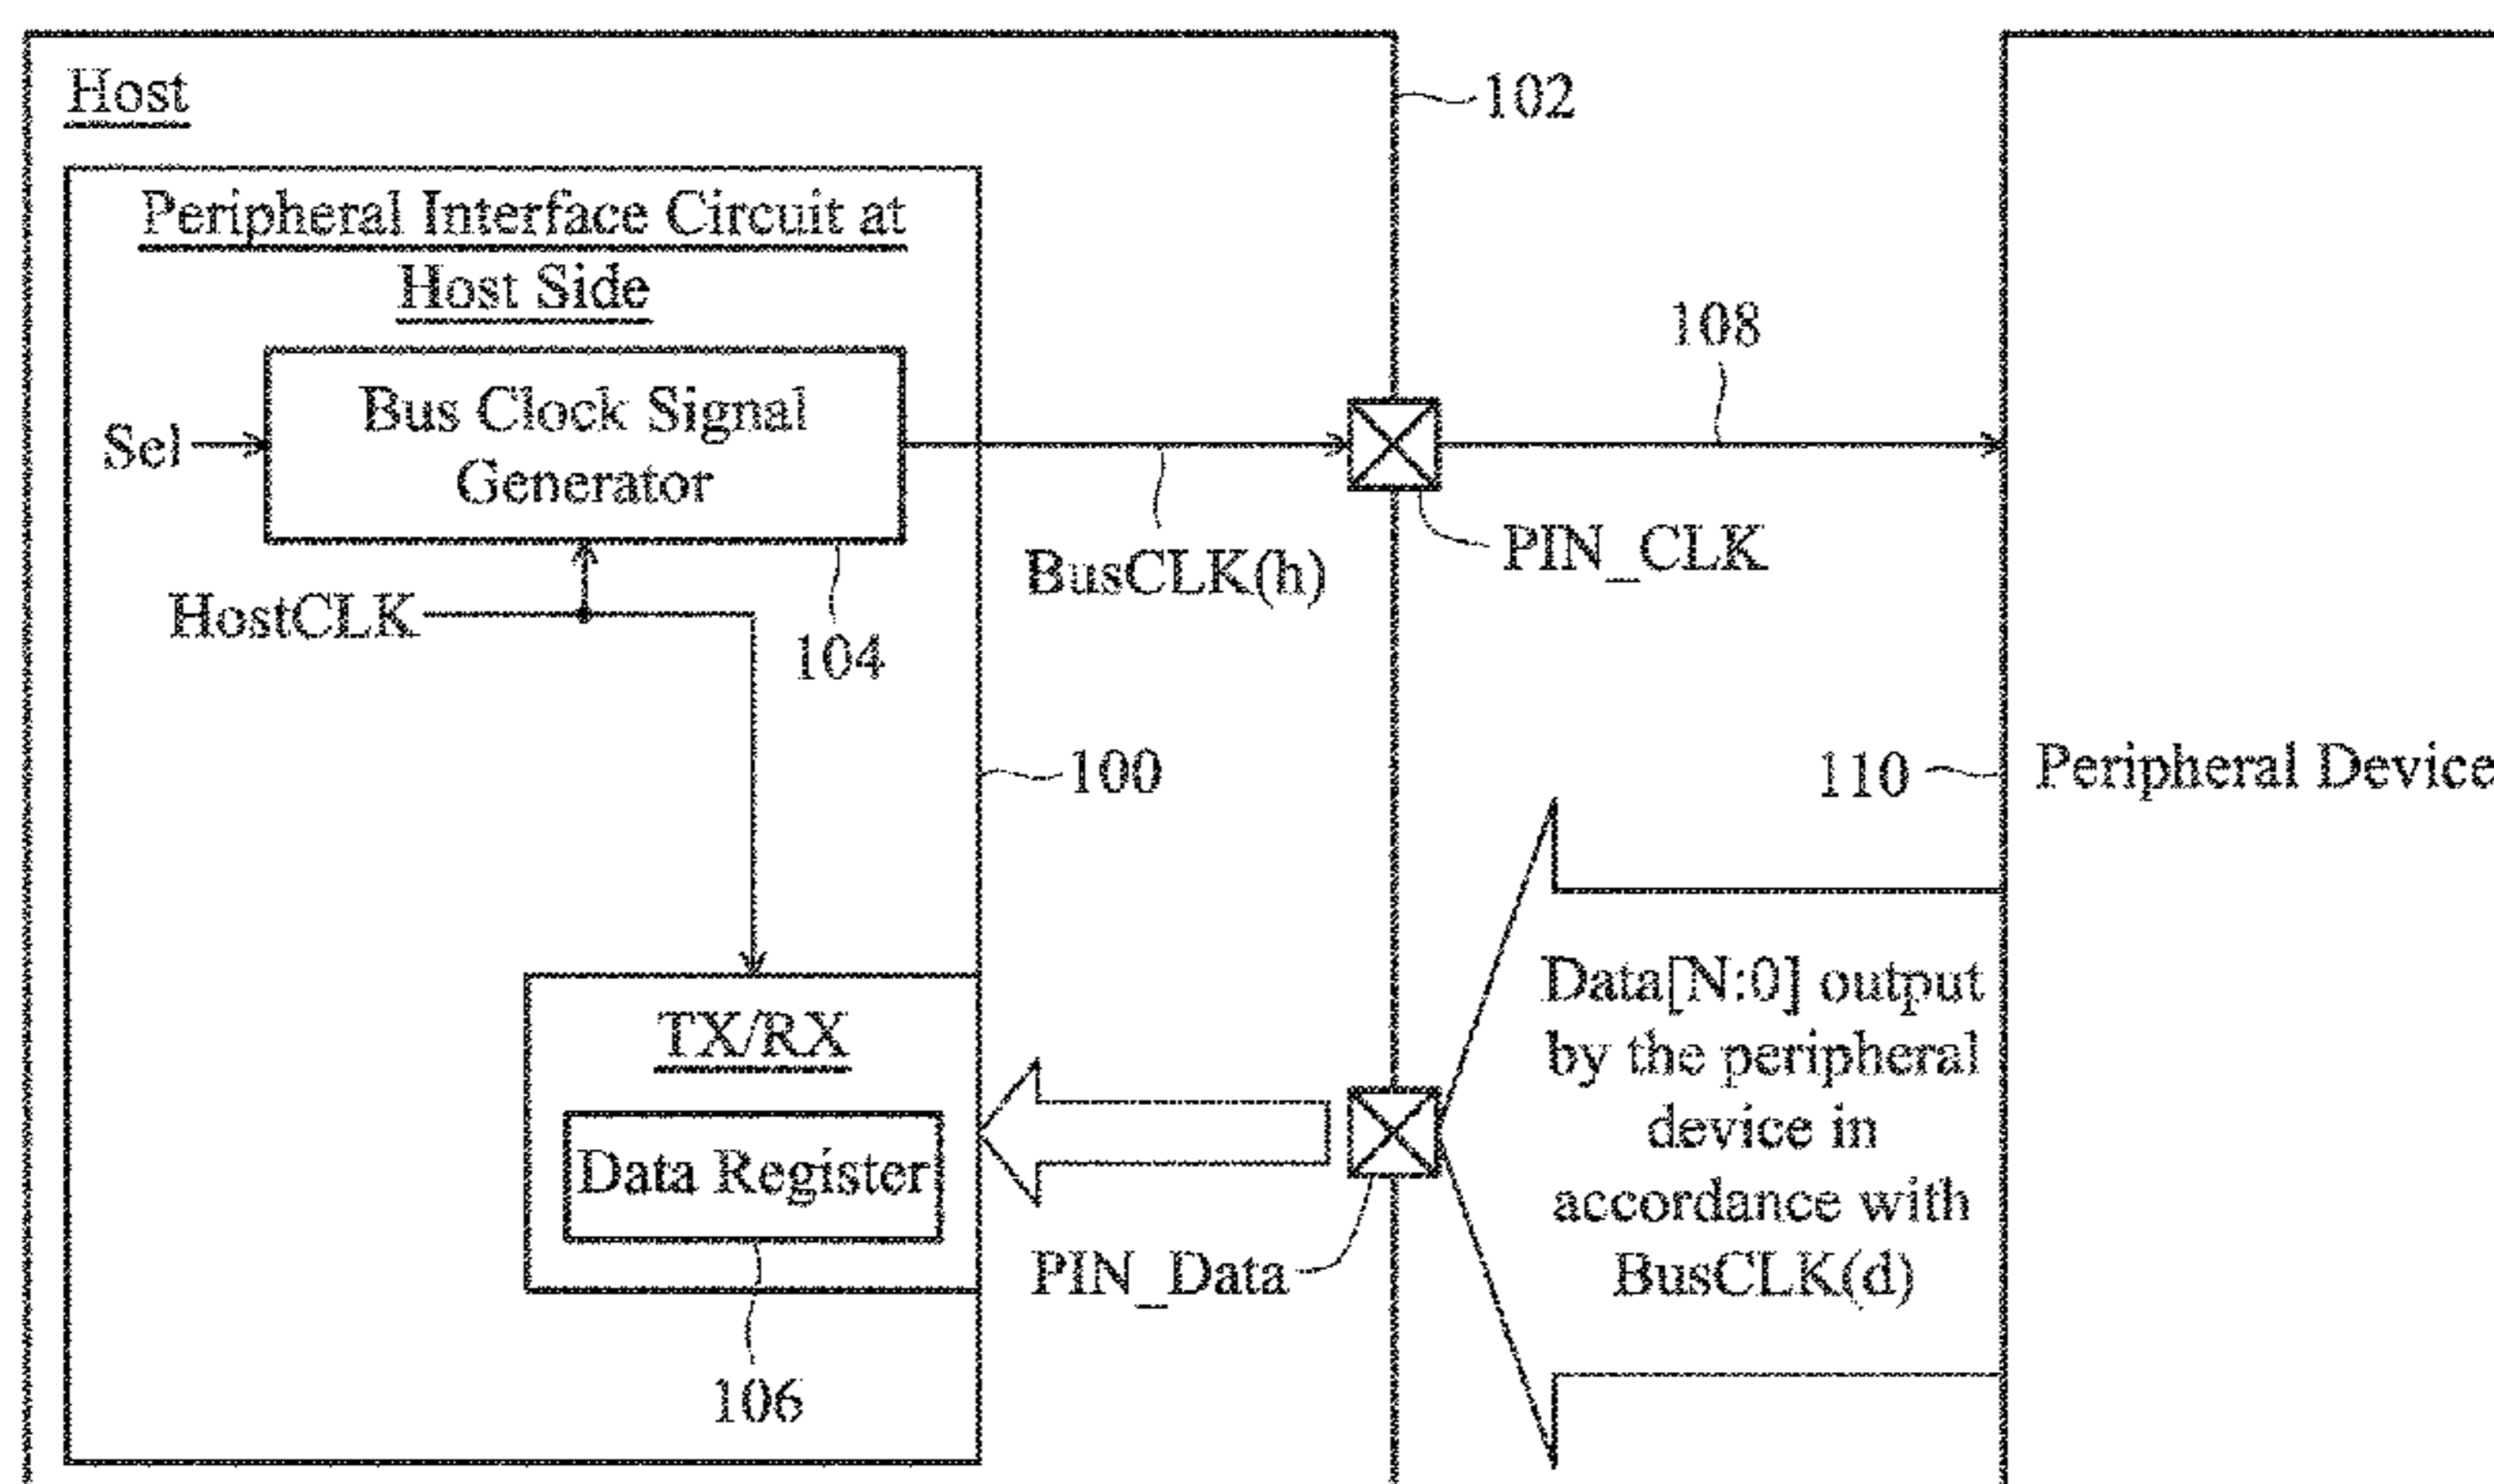 Host
102
Peripheral Interface Circuit at
Host Side
108
Bus Clock Signal
Generator
Sel
BusCLK(h)
PIN_CLK
HostCLK
104
100
110
Peripheral Device
TX/RX
Data Register
PIN_Data
106
Data[N:0] output
by the peripheral
device in
accordance with
BusCLK(d)